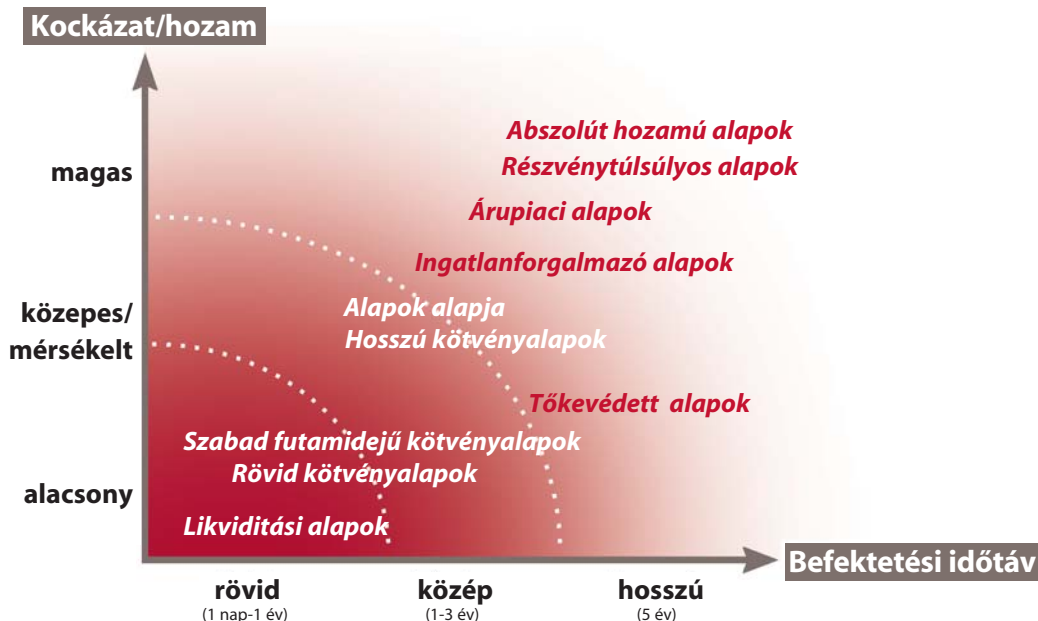 Kockázat/hozam
Abszolút hozamú alapok
Részvénytúlsúlyos alapok
magas
Árupiaci alapok
Ingatlanforgalmazó alapok
Alapok alapja
közepes/
Hosszú kötvényalapok
mérsékelt
Tőkevédett alapok
Szabad futamidejű kötvényalapok
Rövid kötvényalapok
alacsony
Likviditási alapok
Befektetési időtáv
rövid
közép
hosszú
(1 nap-1 év)
(1-3 év)
(5 év)